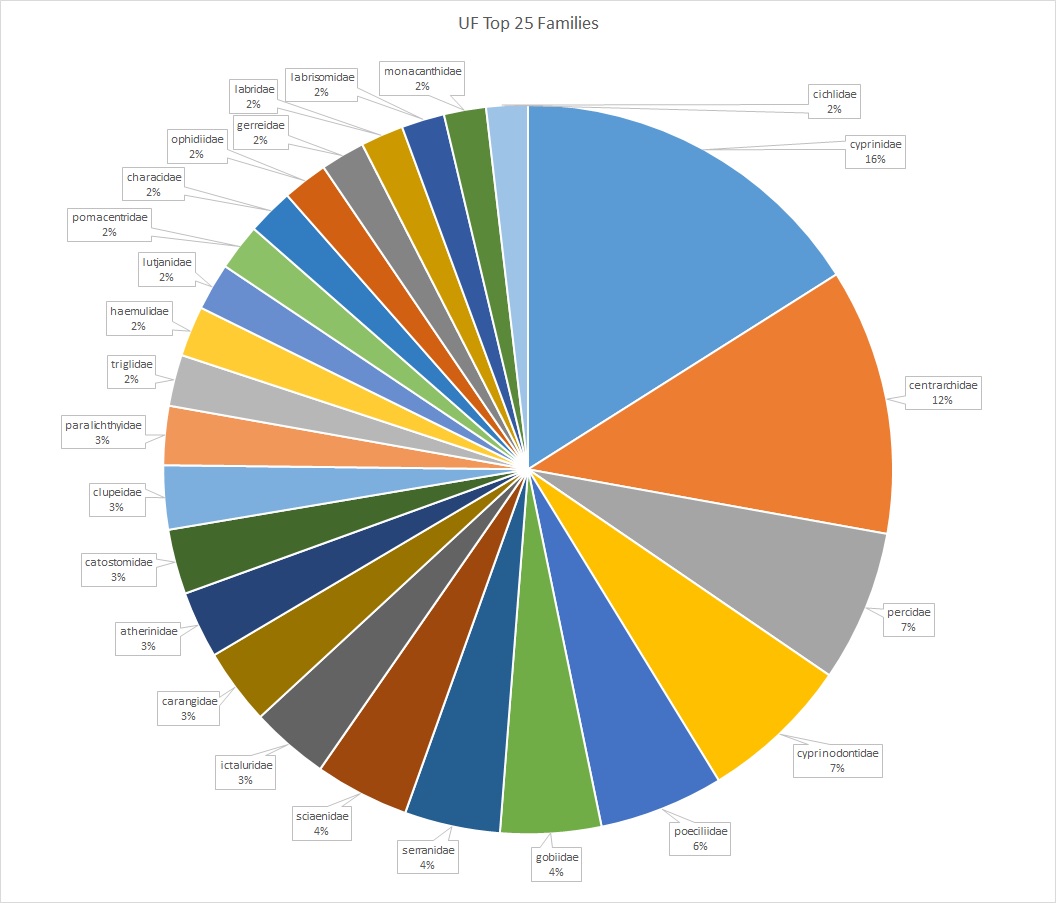 UF Top 25 Families
cichlidae
2%
cyprinidae
16%
centrarchidae
12%
percidae
7%
cyprinodontidae
7%
poeciliidae
6%
gobiidae
4%
serranidae
4%
sciaenidae
4%
ictaluridae
3%
carangidae
3%
atherinidae
3%
catostomidae
3%
clupeidae
3%
paralichthyidae
3%
triglidae
2%
haemulidae
2%
lutjanidae
2%
pomacentridae
2%
characidae
2%
ophidiidae
2%
gerreidae
2%
labridae
2%
labrisomidae
2%
monacanthidae
2%